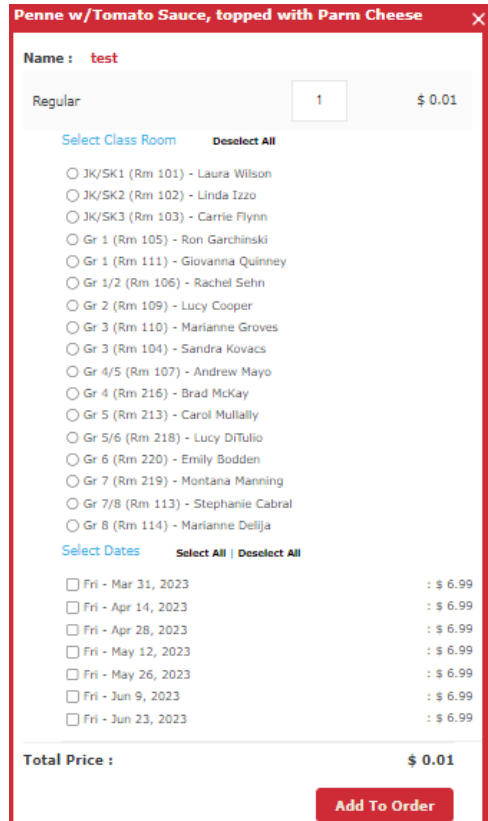 Penne w/Tomato Sauce, topped with Parm Cheese ×
Name : test
Regular 1 $ 0.01
Select Class Room Deselect All
JK/SK1 (Rm 101) - Laura Wilson
JK/SK2 (Rm 102) - Linda Izzo
JK/SK3 (Rm 103) - Carrie Flynn
Gr 1 (Rm 105) - Ron Garchinski
Gr 1 (Rm 111) - Giovanna Quinney
Gr 1/2 (Rm 106) - Rachel Sehn
Gr 2 (Rm 109) - Lucy Cooper
Gr 3 (Rm 110) - Marianne Groves
Gr 3 (Rm 104) - Sandra Kovacs
Gr 4/5 (Rm 107) - Andrew Mayo
Gr 4 (Rm 216) - Brad McKay
Gr 5 (Rm 213) - Carol Mullally
Gr 5/6 (Rm 218) - Lucy DiTulio
Gr 6 (Rm 220) - Emily Bodden
Gr 7 (Rm 219) - Montana Manning
Gr 7/8 (Rm 113) - Stephanie Cabral
Gr 8 (Rm 114) - Marianne Delija
Select Dates Select All | Deselect All
Fri - Mar 31, 2023 : $ 6.99
Fri - Apr 14, 2023 : $ 6.99
Fri - Apr 28, 2023 : $ 6.99
Fri - May 12, 2023 : $ 6.99
Fri - May 26, 2023 : $ 6.99
Fri - Jun 9, 2023 : $ 6.99
Fri - Jun 23, 2023 : $ 6.99
Total Price : $ 0.01
Add To Order